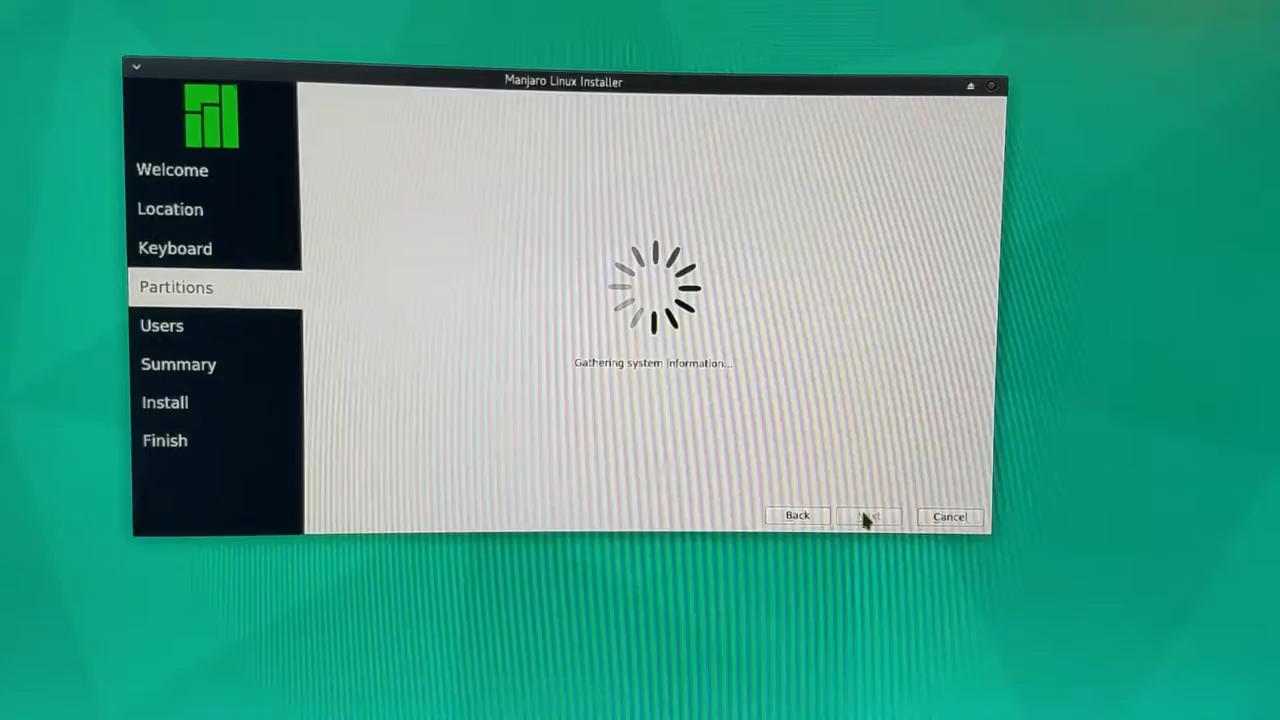 Manjaro Linux Installer
Welcome
Location
Keyboard
Partitions
Users
Summary
Install
Finish
Gathering system information...
Back
Cancel